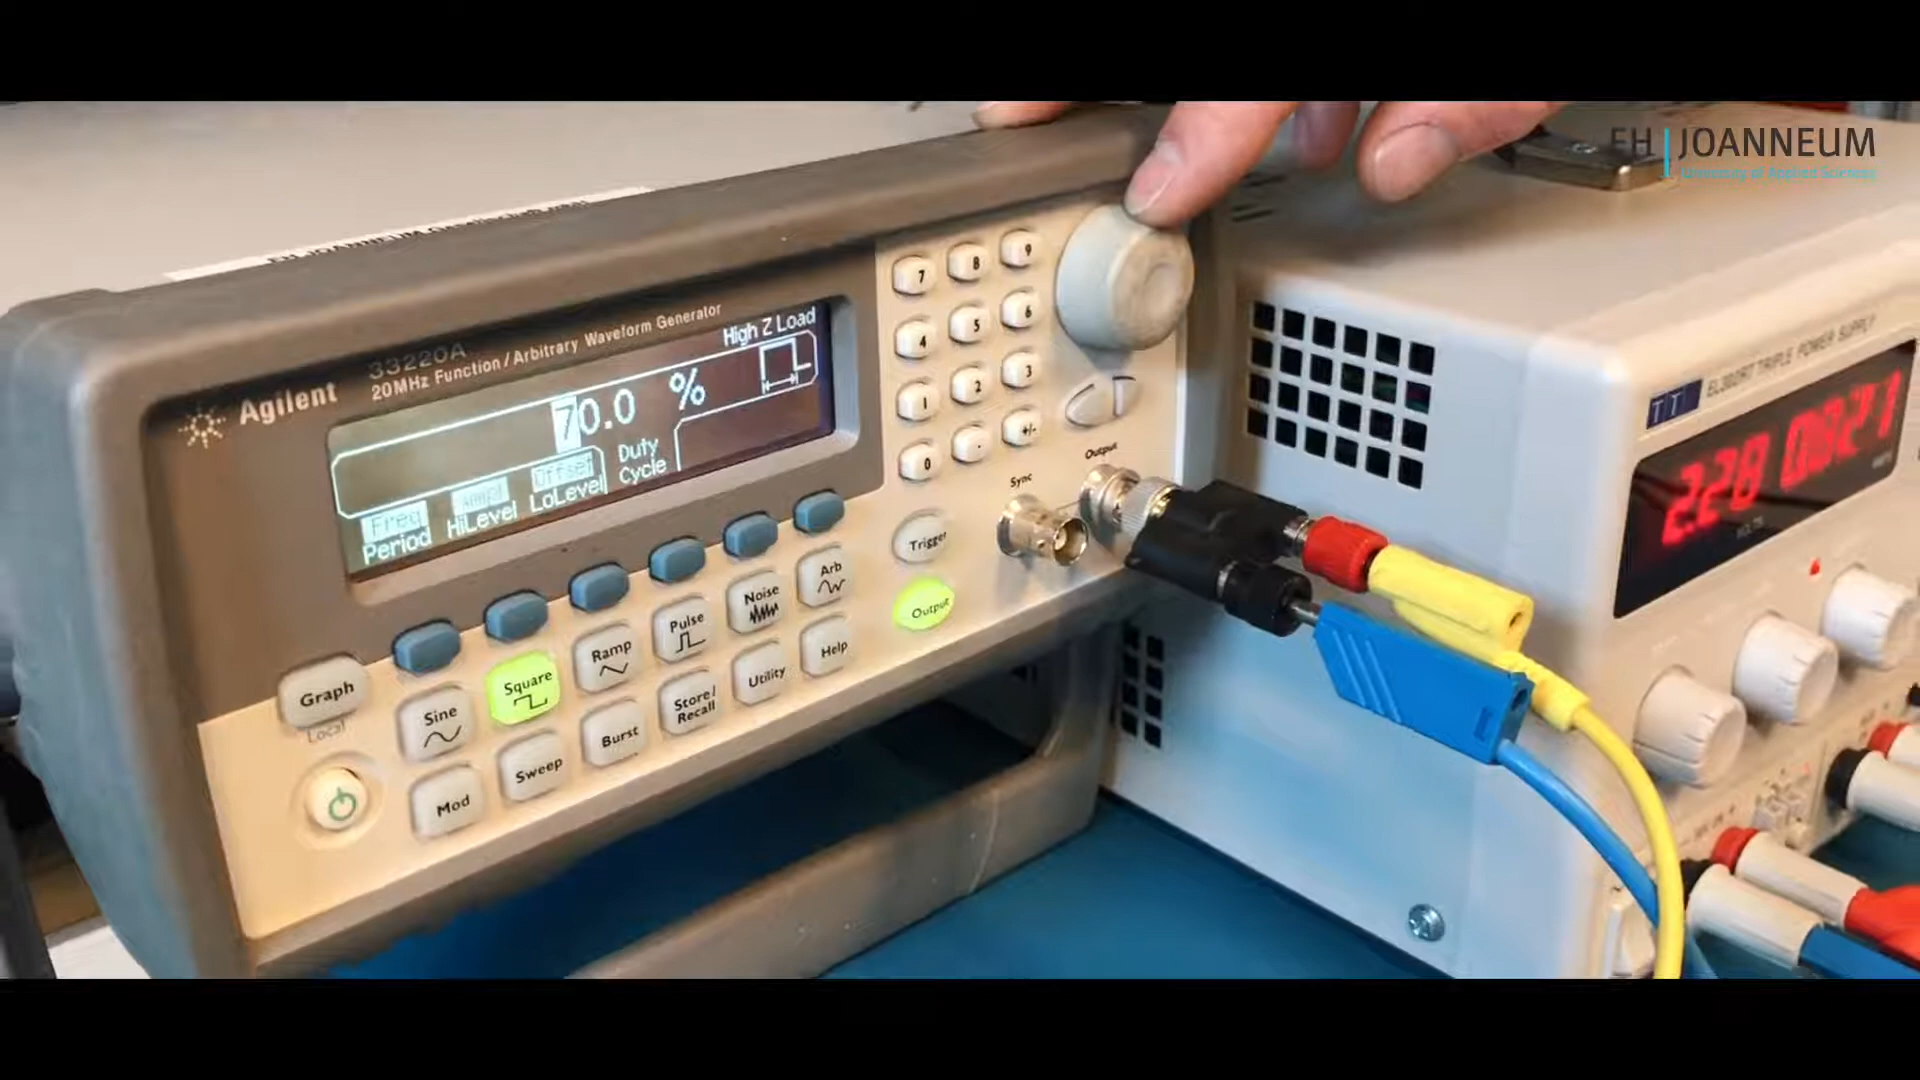 FH | JOANNEUM
University of Applied Sciences
Agilent
33220A
20MHz Function / Arbitrary Waveform Generator
High Z Load
70.0 %
Freq
Period
Ampl
HiLevel
Offset
LoLevel
Duty
Cycle
7 8 9
4 5 6
1 2 3
0 . +/-
Sync
Output
Trigger
Output
Graph
Local
Sine
Square
Ramp
Pulse
Noise
Arb
Mod
Sweep
Burst
Store/
Recall
Utility
Help
TTi
EL302RT TRIPLE POWER SUPPLY
VOLTS